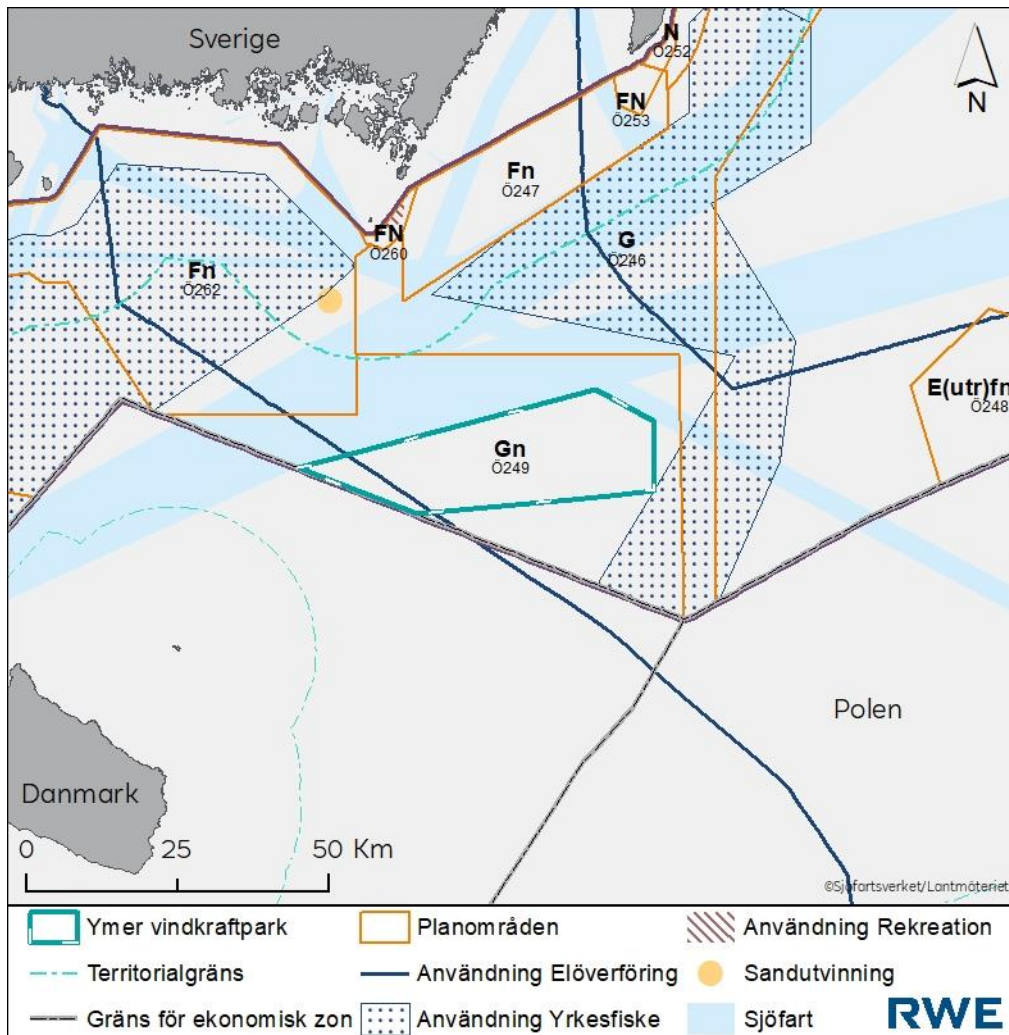 Sverige
N
Ö252
N
FN
Ö253
Fn
Ö247
G
Ö246
FN
Ö260
Fn
Ö262
E(utr)fn
Ö248
Gn
Ö249
Polen
Danmark
0 25 50 Km
©Sjöfartsverket/Lantmäteriet
Ymer vindkraftpark
Planområden
Användning Rekreation
Territorialgräns
Användning Elöverföring
Sandutvinning
Gräns för ekonomisk zon
Användning Yrkesfiske
Sjöfart
RWE